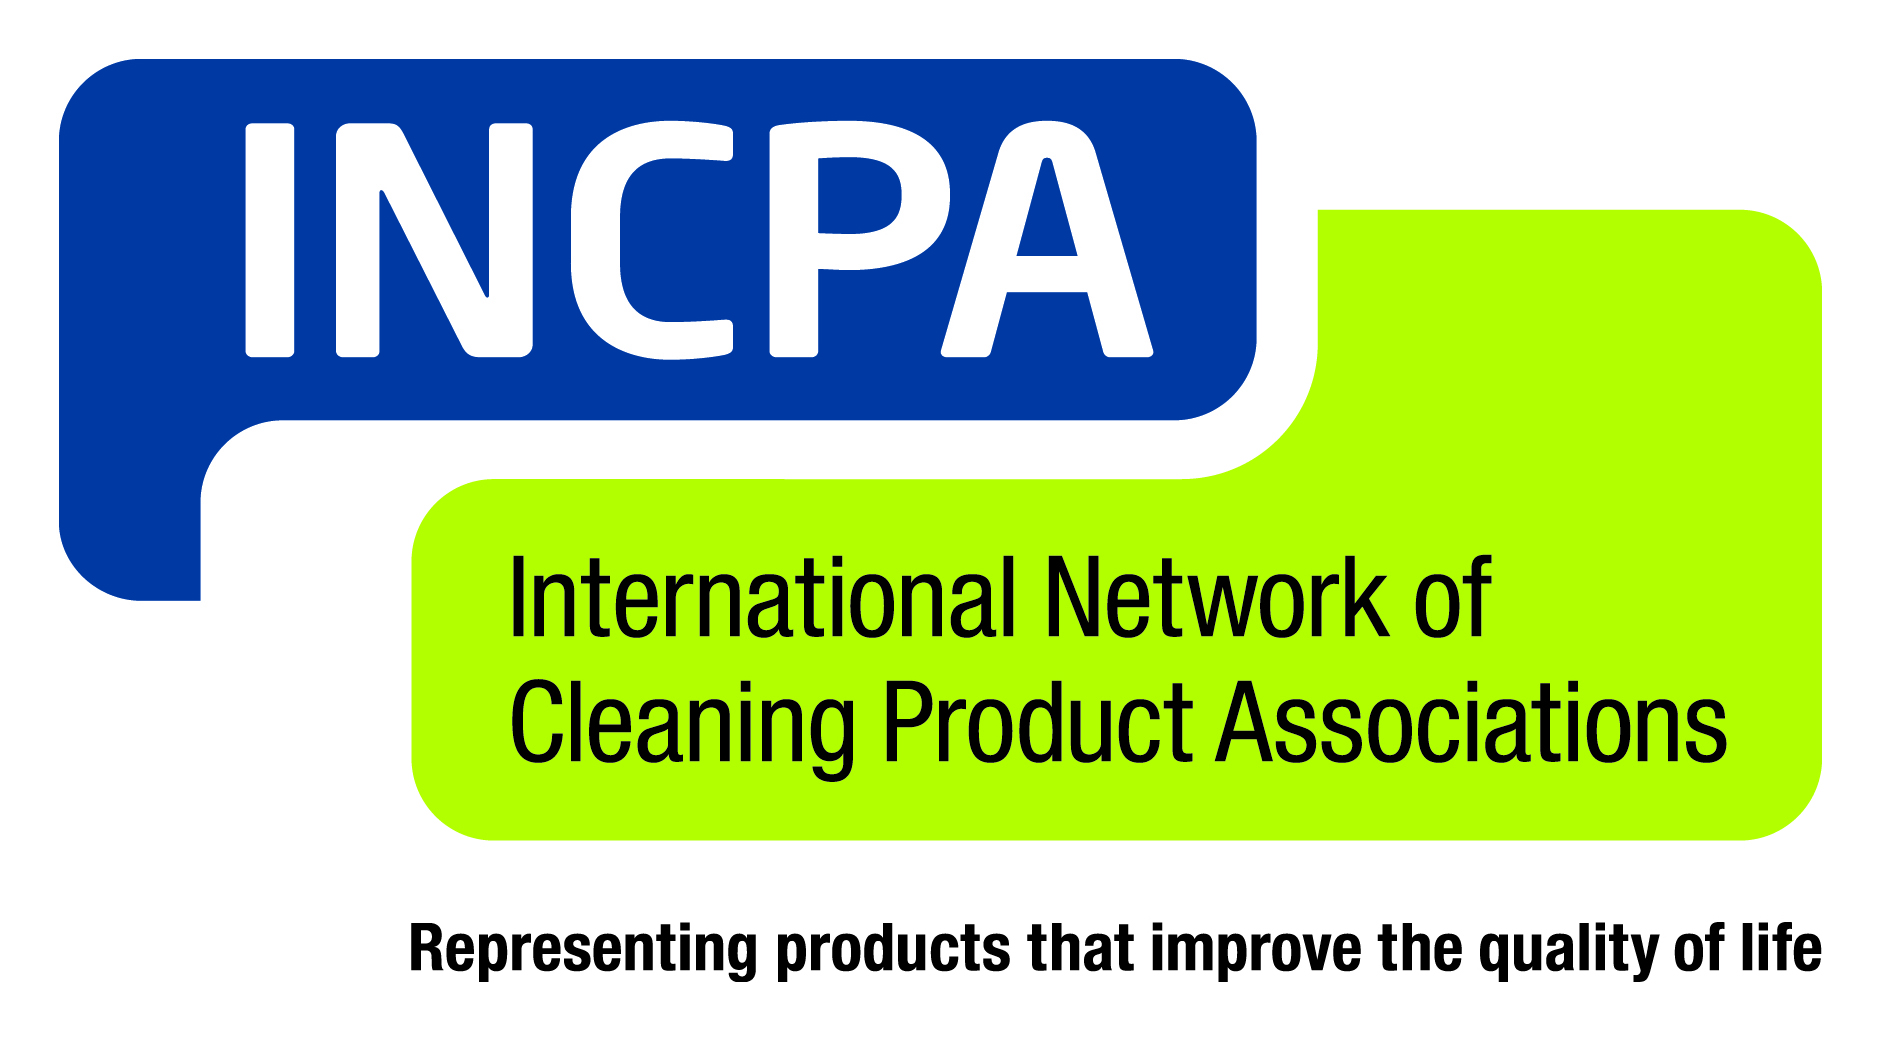 INCPA
International Network of
Cleaning Product Associations
Representing products that improve the quality of life